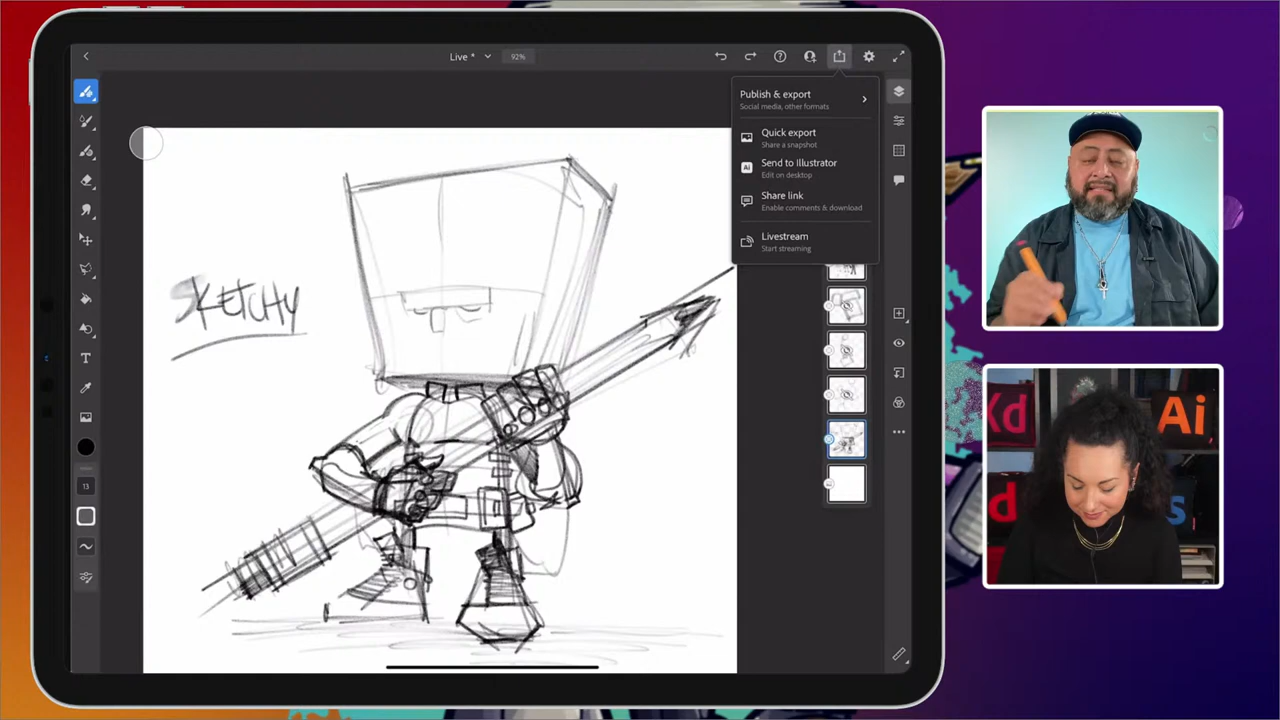 Live *
92%
Publish & export
Social media, other formats
Quick export
Share a snapshot
Ai
Send to Illustrator
Edit on desktop
Share link
Enable comments & download
Livestream
Start streaming
SKETCHY
T
13
Xd
Ai
s